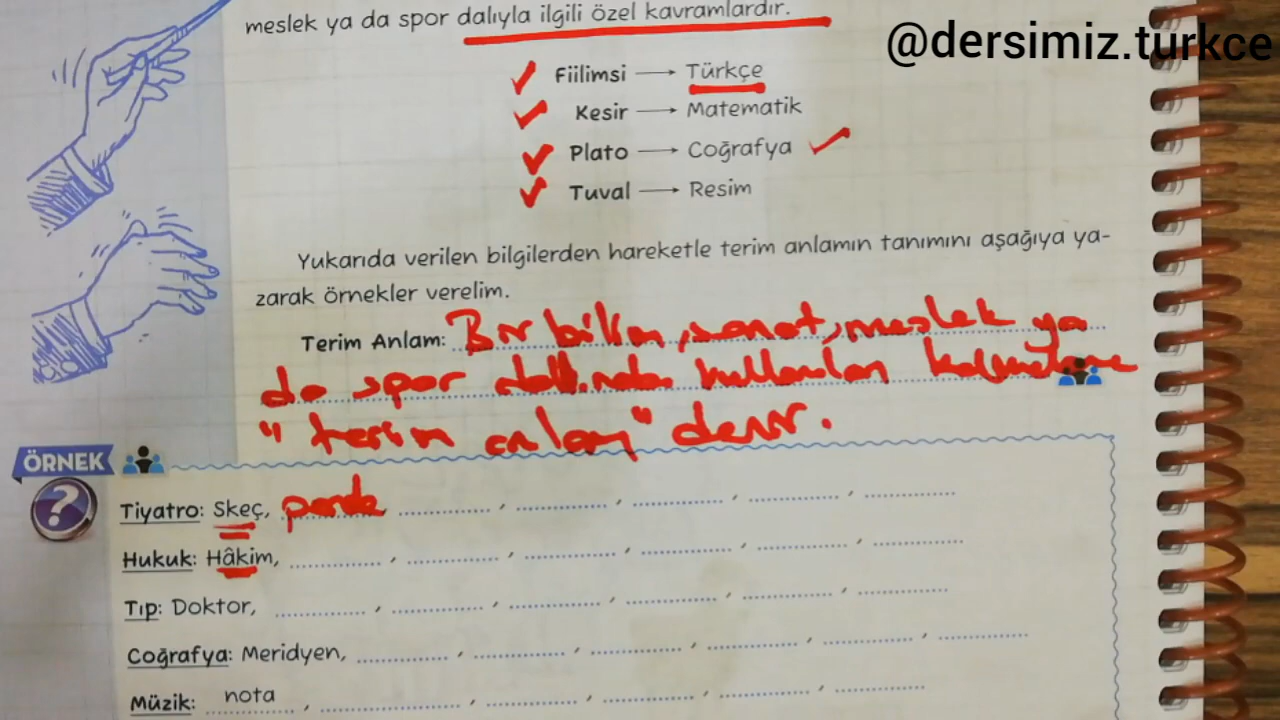 meslek ya da spor dalıyla ilgili özel kavramlardır.
@dersimiz.turkce
Fiilimsi → Türkçe
Kesir → Matematik
Plato → Coğrafya
Tuval → Resim
Yukarıda verilen bilgilerden hareketle terim anlamın tanımını aşağıya ya-
zarak örnekler verelim.
Terim Anlam: Bir bilim, sanat, meslek ya
da spor dalında kullanılan kelimelere
"terim anlam" denir.
ÖRNEK
?
Tiyatro: Skeç, perde, , , ,
Hukuk: Hâkim, , , , , ,
Tıp: Doktor, , , , , ,
Coğrafya: Meridyen, , , , , ,
Müzik: nota , , , , ,